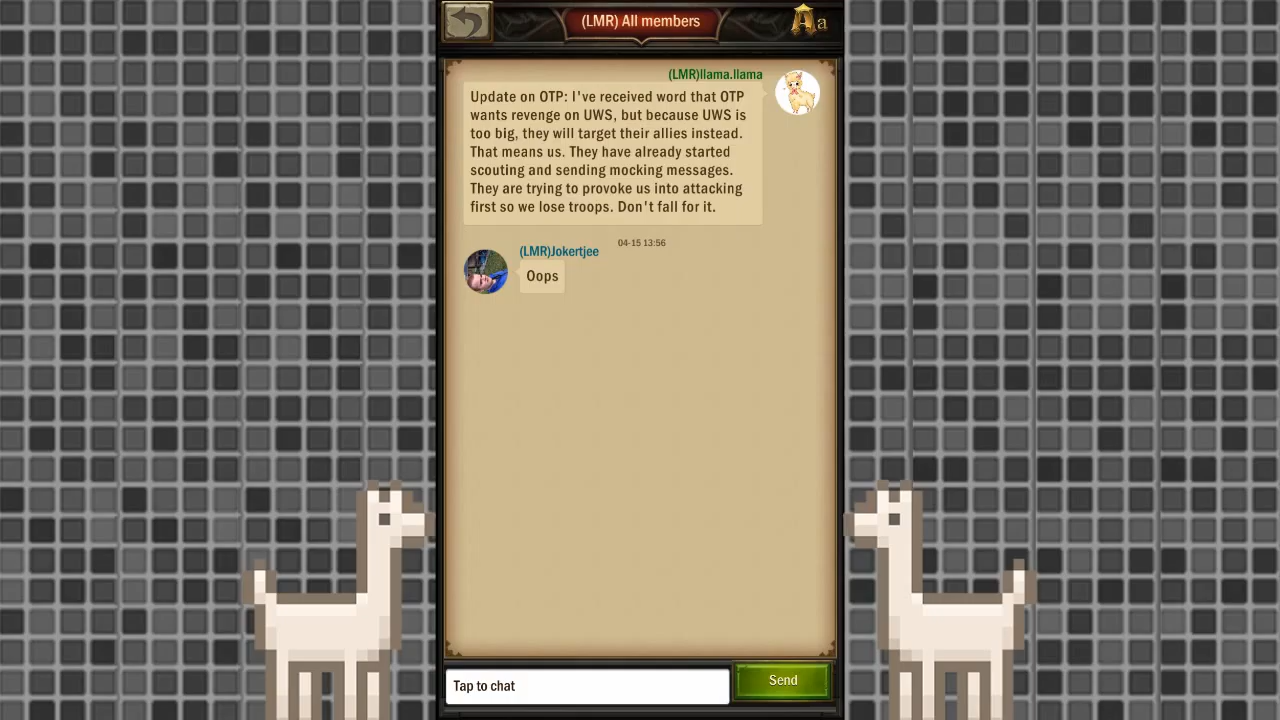 (LMR) All members
Aa
(LMR)llama.llama
Update on OTP: I've received word that OTP
wants revenge on UWS, but because UWS is
too big, they will target their allies instead.
That means us. They have already started
scouting and sending mocking messages.
They are trying to provoke us into attacking
first so we lose troops. Don't fall for it.
04-15 13:56
(LMR)Jokertjee
Oops
Tap to chat
Send